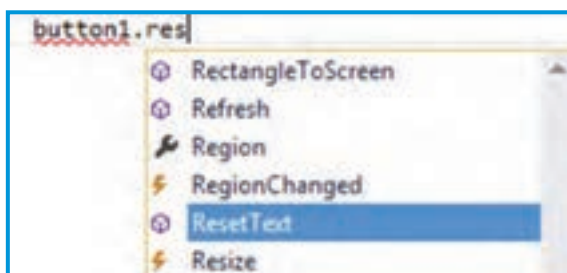 button1.res
RectangleToScreen
Refresh
Region
RegionChanged
ResetText
Resize